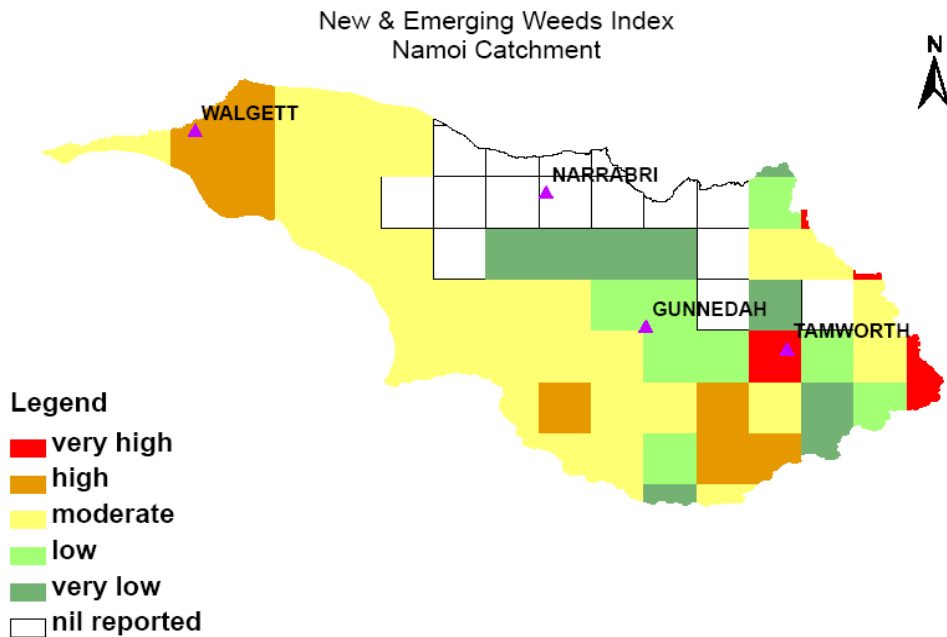 New & Emerging Weeds Index
Namoi Catchment
N
WALGETT
NARRABRI
GUNNEDAH
TAMWORTH
Legend
very high
high
moderate
low
very low
nil reported